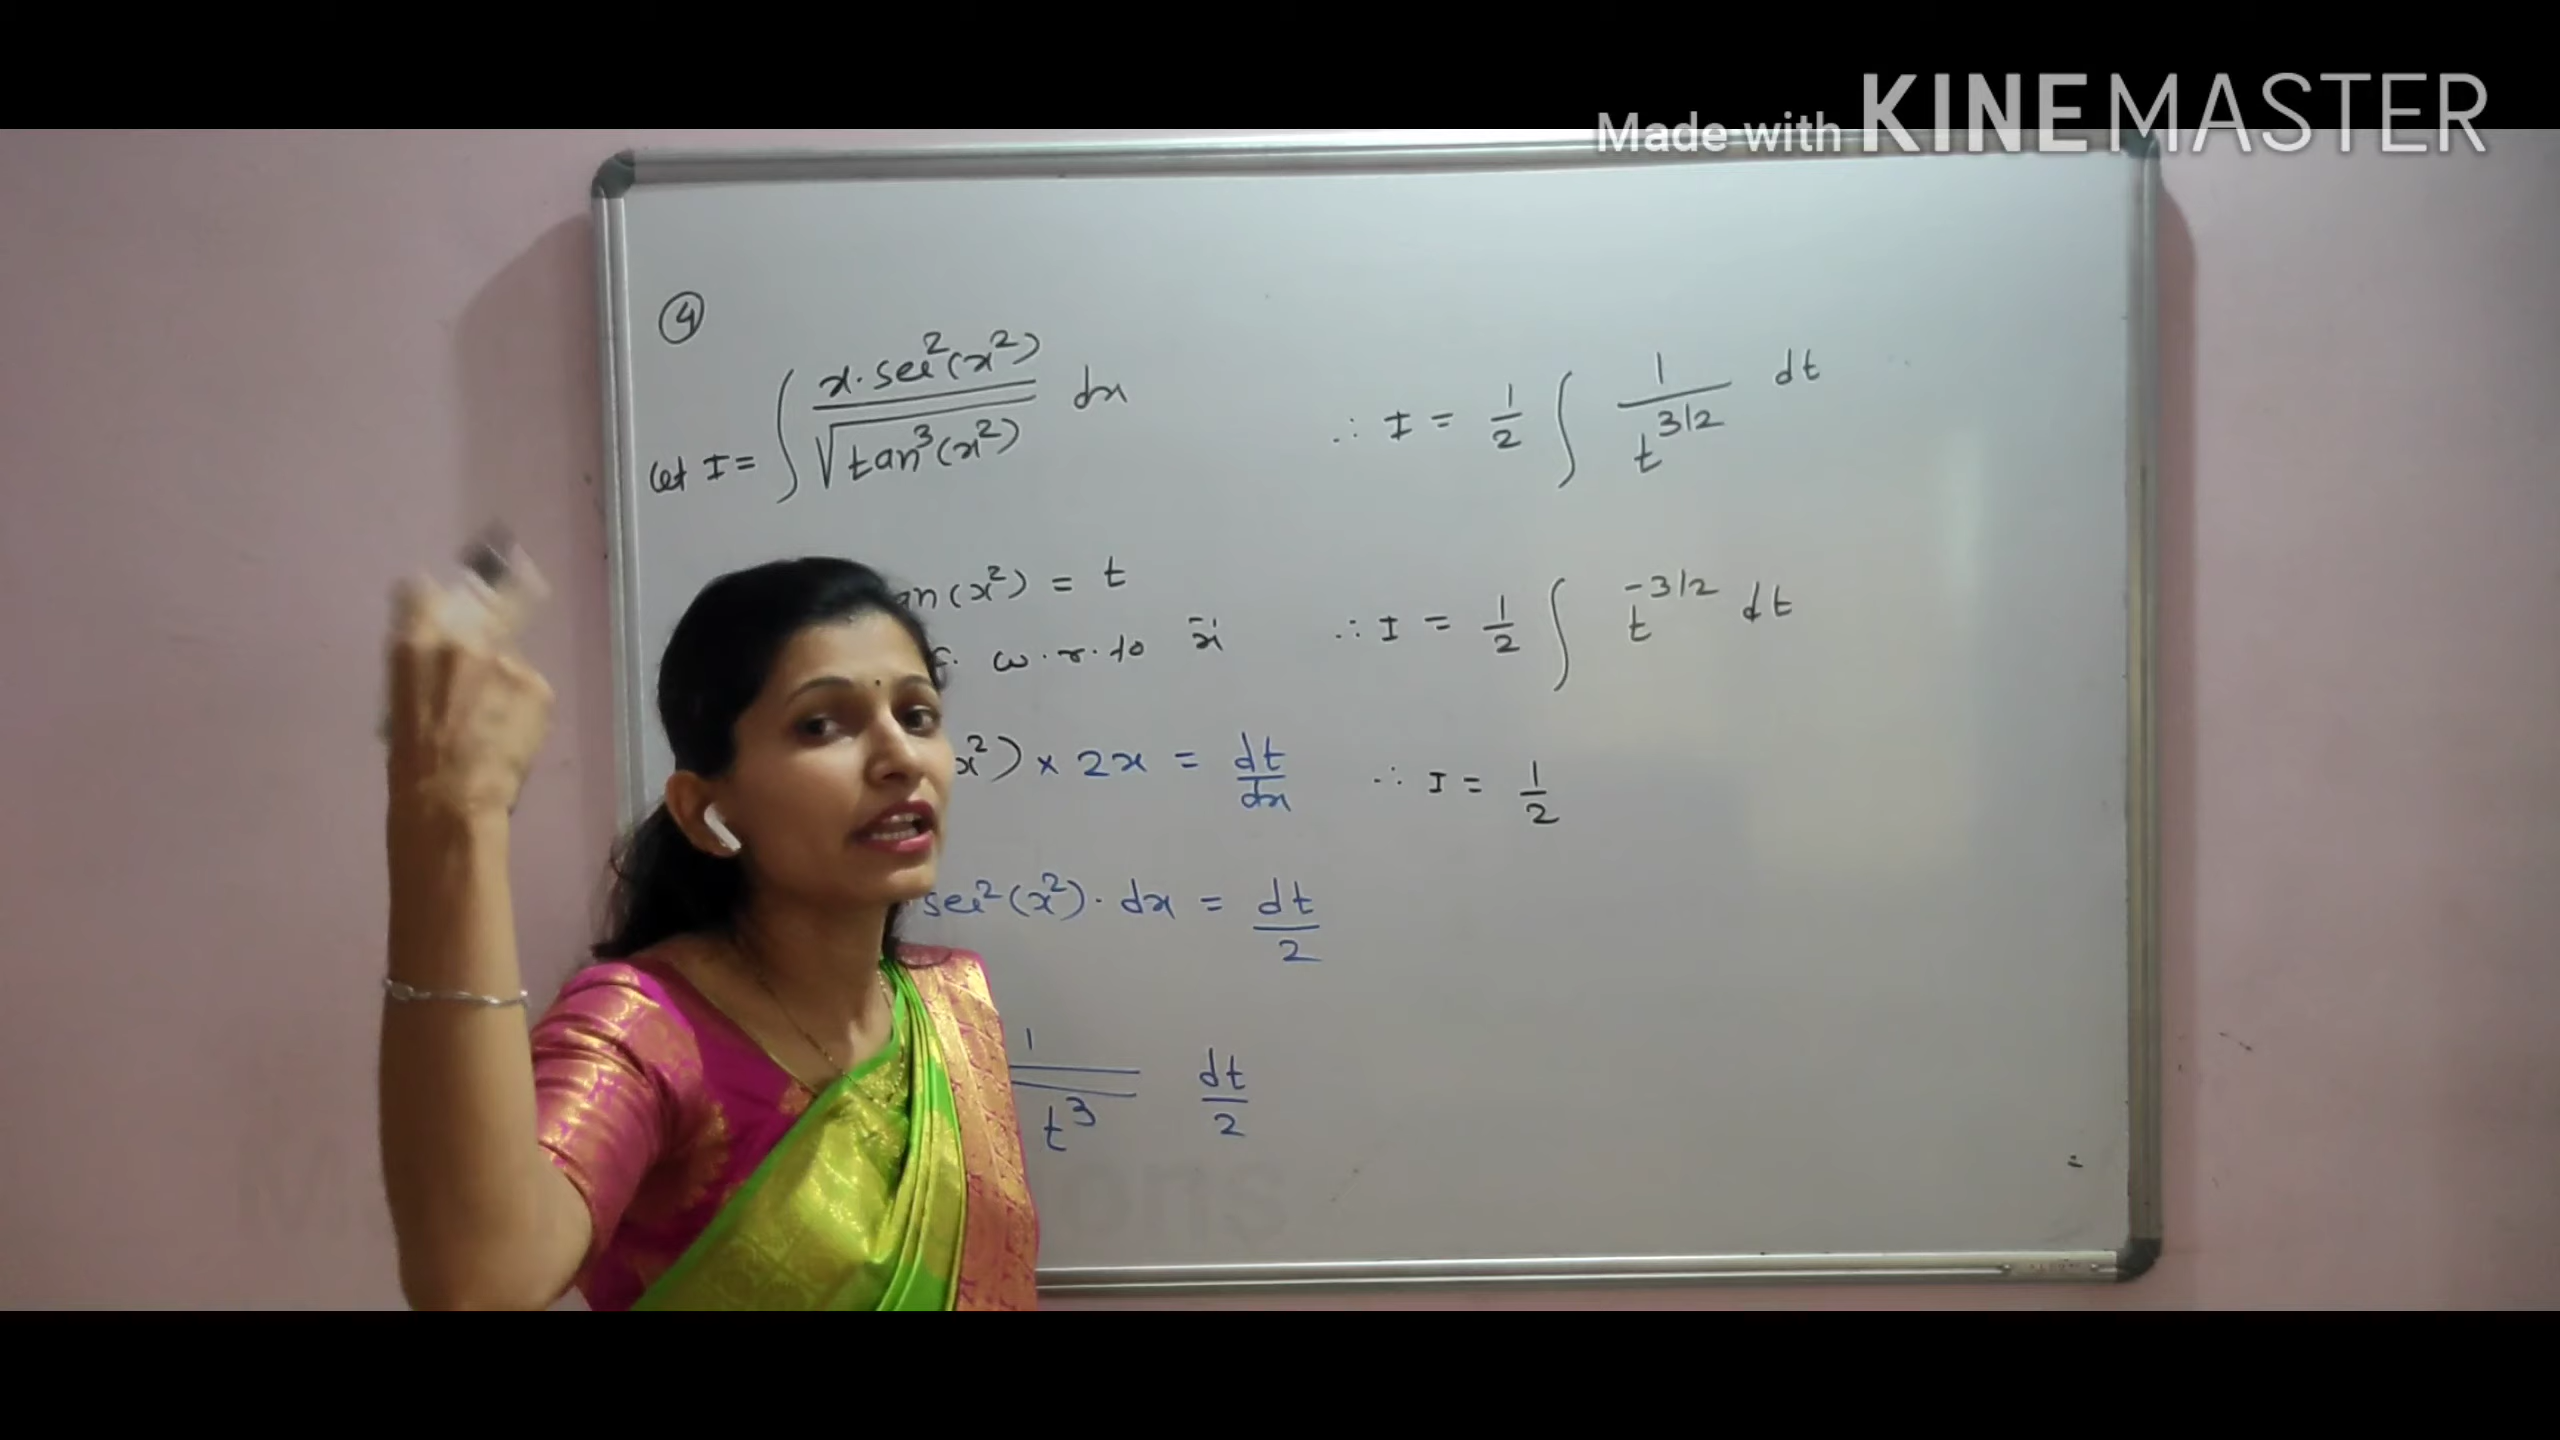 Made with KINEMASTER
4
Let I = ∫ x·sec²(x²) / √tan³(x²) dx
an(x²) = t
f. w.r.to 'x'
x²) × 2x = dt/dx
sec²(x²)· dx = dt/2
1 / t³ dt/2
∴ I = 1/2 ∫ 1 / t^3/2 dt
∴ I = 1/2 ∫ t^-3/2 dt
∴ I = 1/2